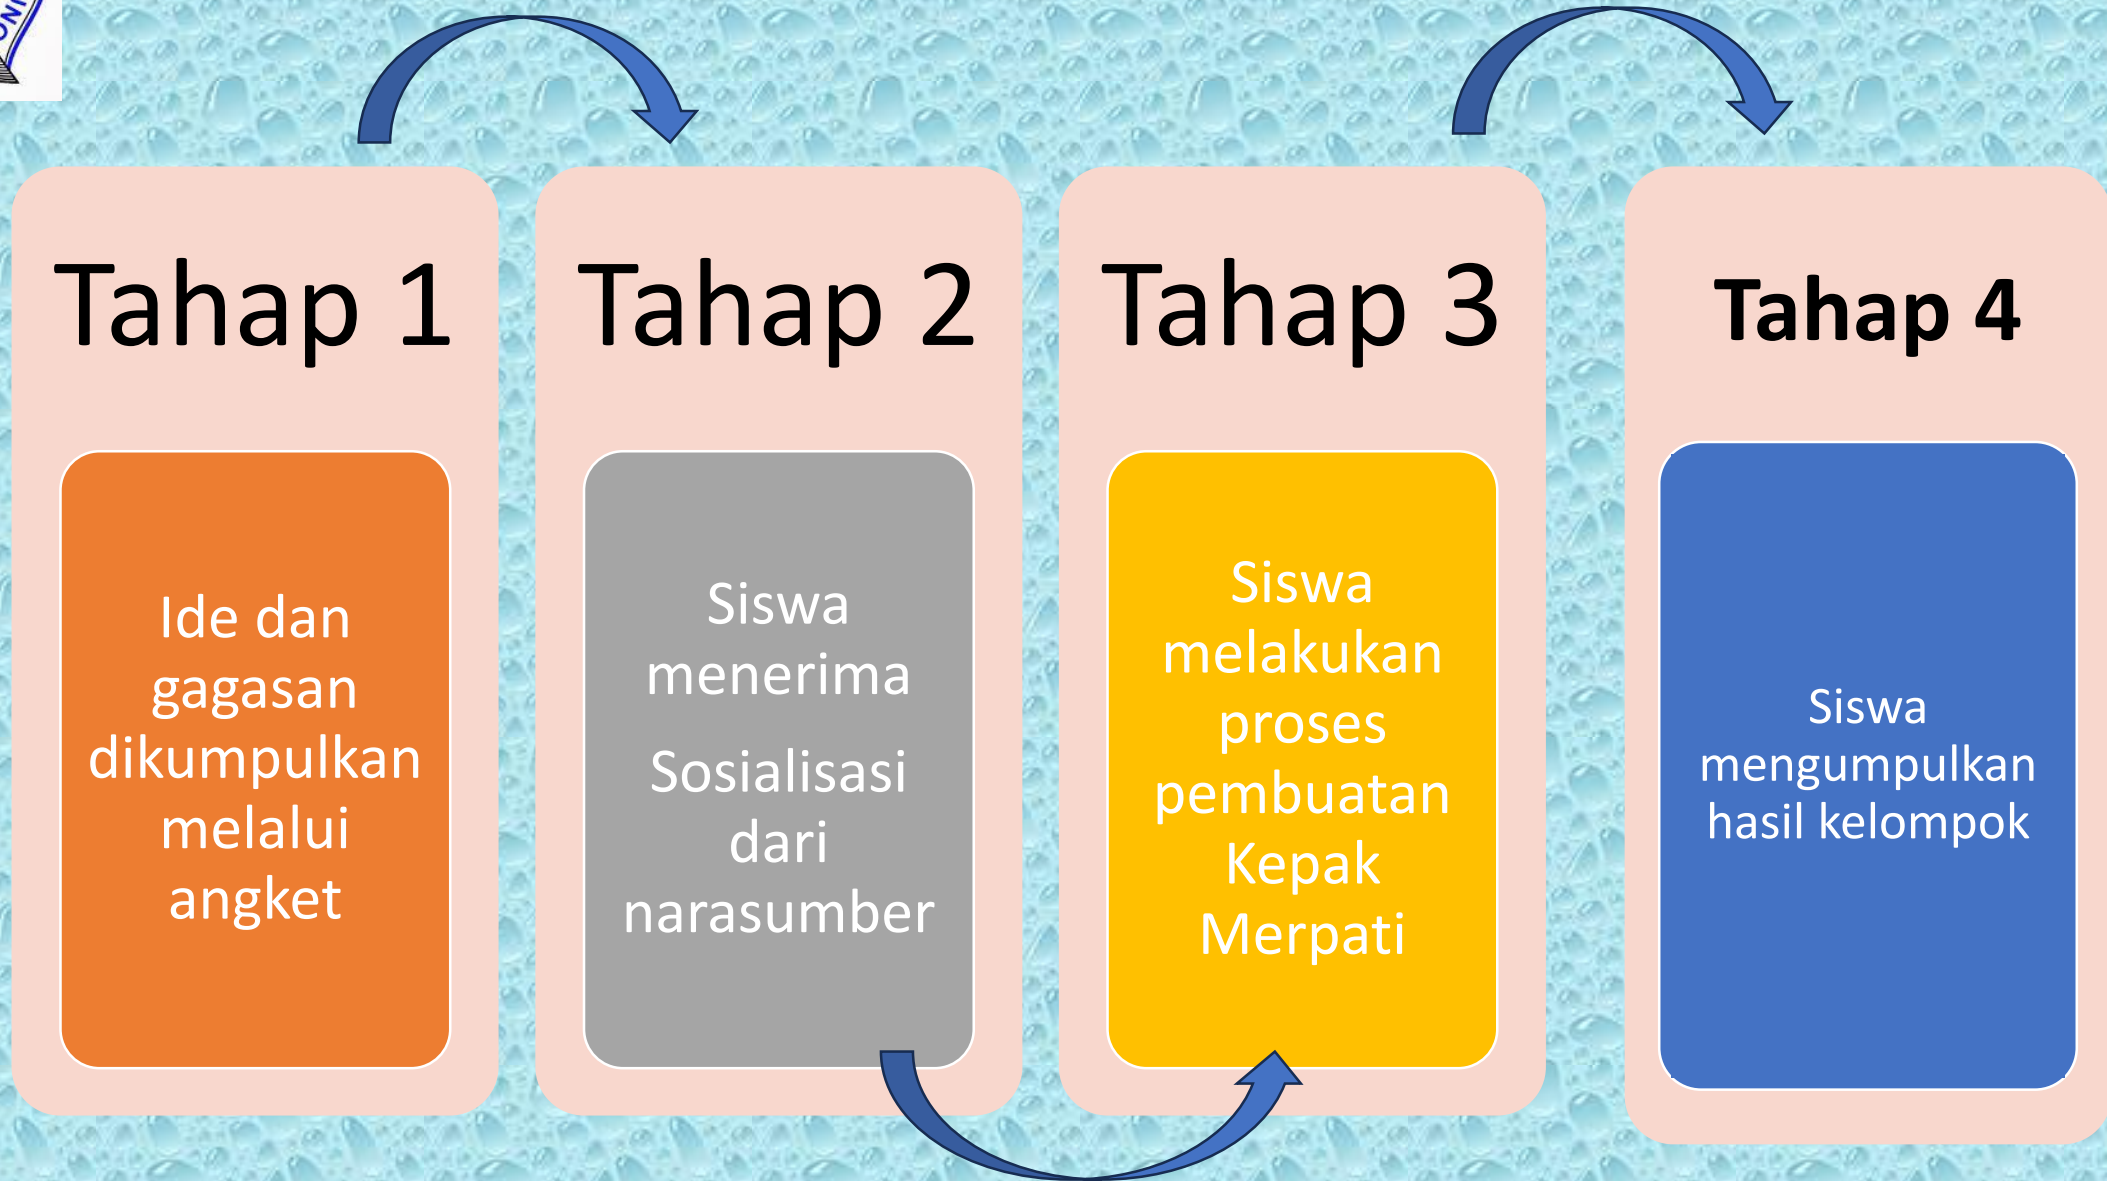 Tahap 1
Ide dan
gagasan
dikumpulkan
melalui
angket
Tahap 2
Siswa
menerima
Sosialisasi
dari
narasumber
Tahap 3
Siswa
melakukan
proses
pembuatan
Kepak
Merpati
Tahap 4
Siswa
mengumpulkan
hasil kelompok